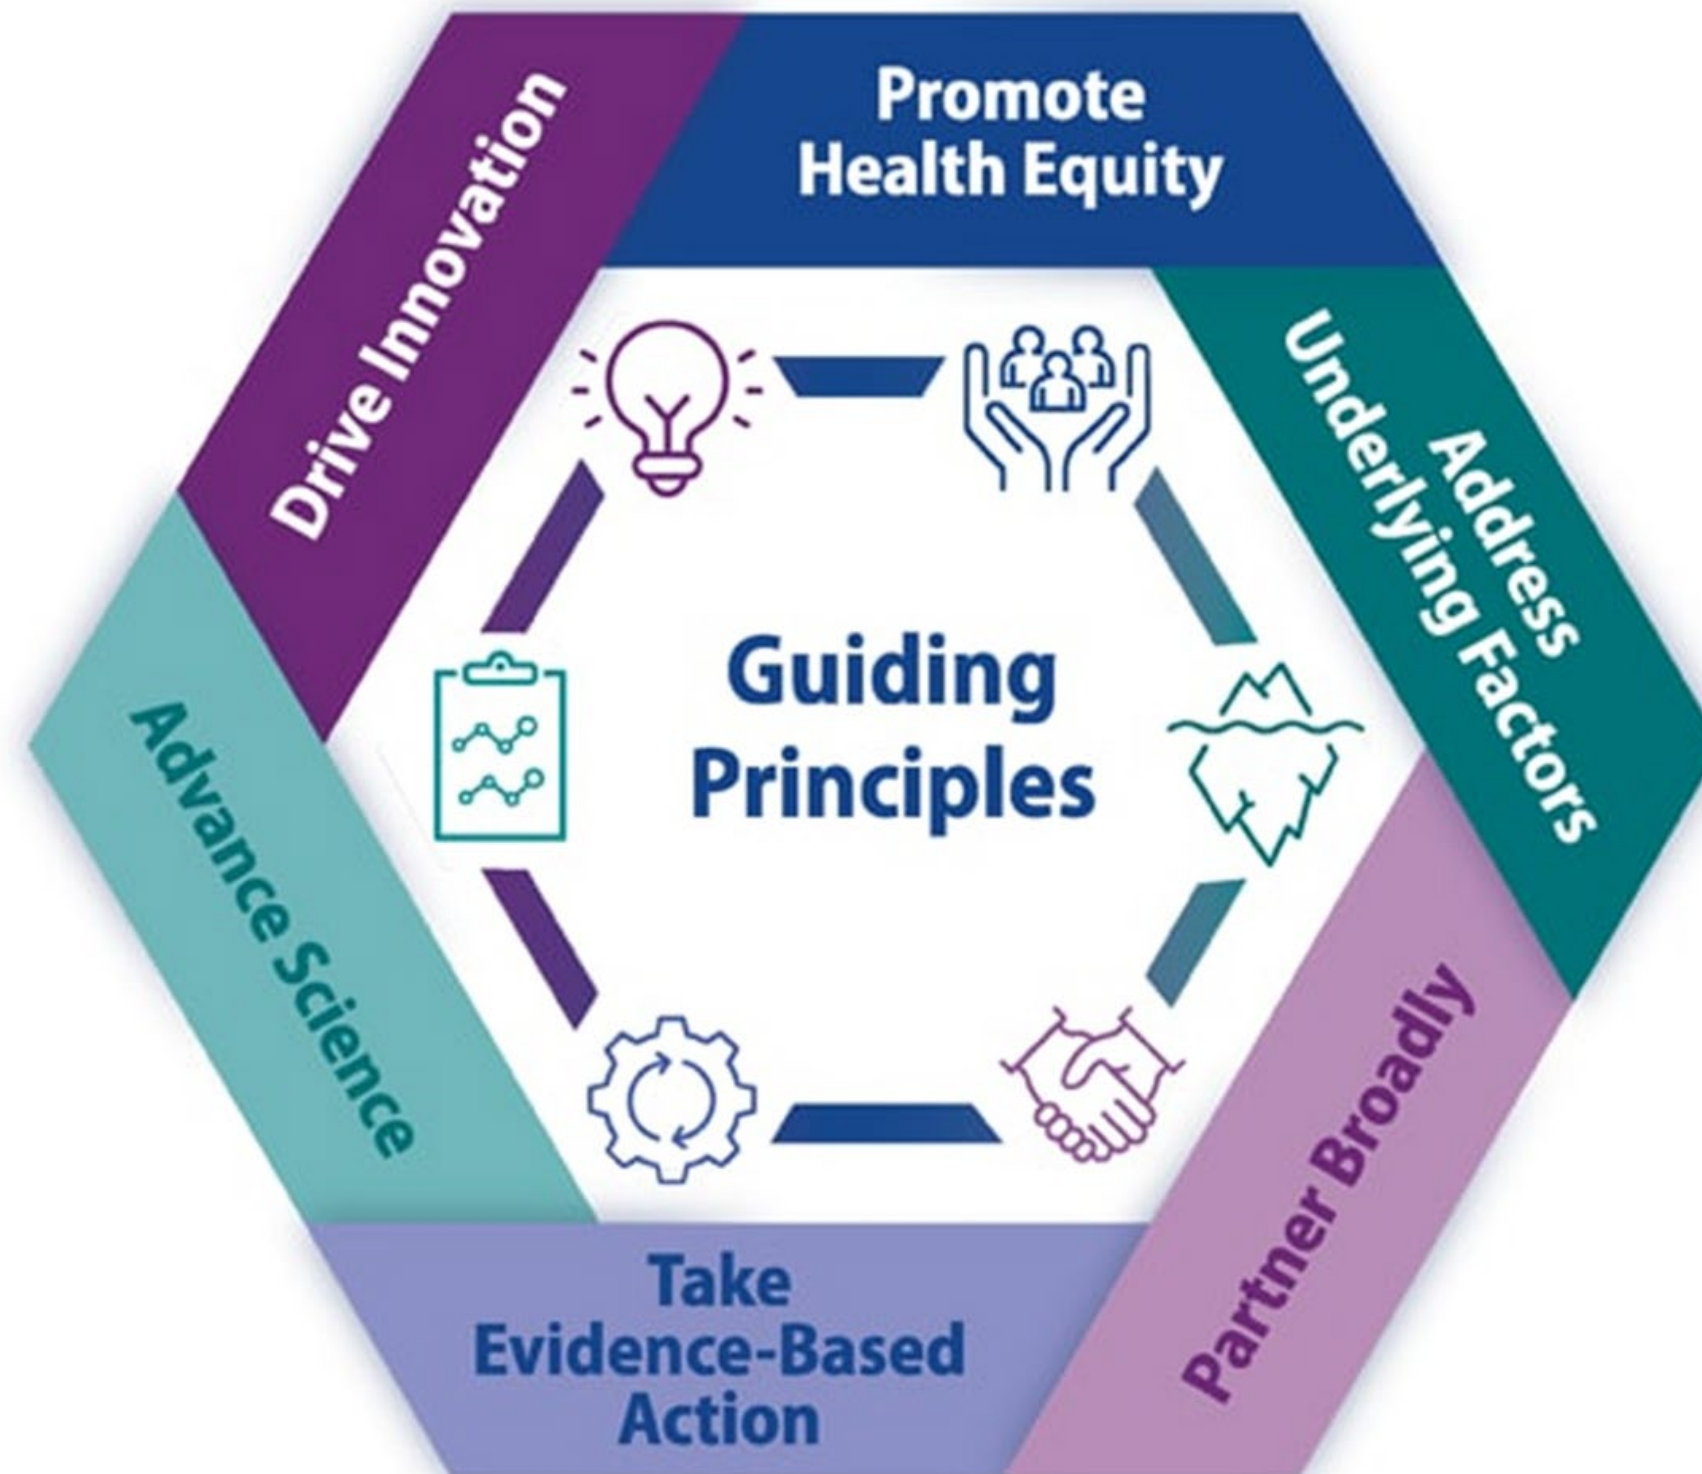 Promote
Health Equity
Address
Underlying Factors
Partner Broadly
Take
Evidence-Based
Action
Advance Science
Drive Innovation
Guiding
Principles